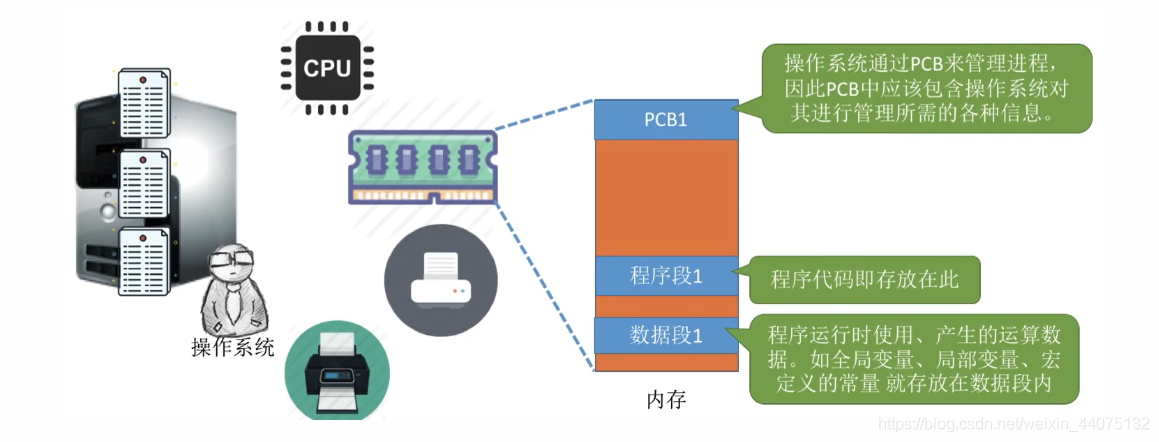 CPU
操作系统
PCB1
程序段1
数据段1
内存
操作系统通过PCB来管理进程，
因此PCB中应该包含操作系统对
其进行管理所需的各种信息。
程序代码即存放在此
程序运行时使用、产生的运算数
据。如全局变量、局部变量、宏
定义的常量 就存放在数据段内
https://blog.csdn.net/weixin_44075132